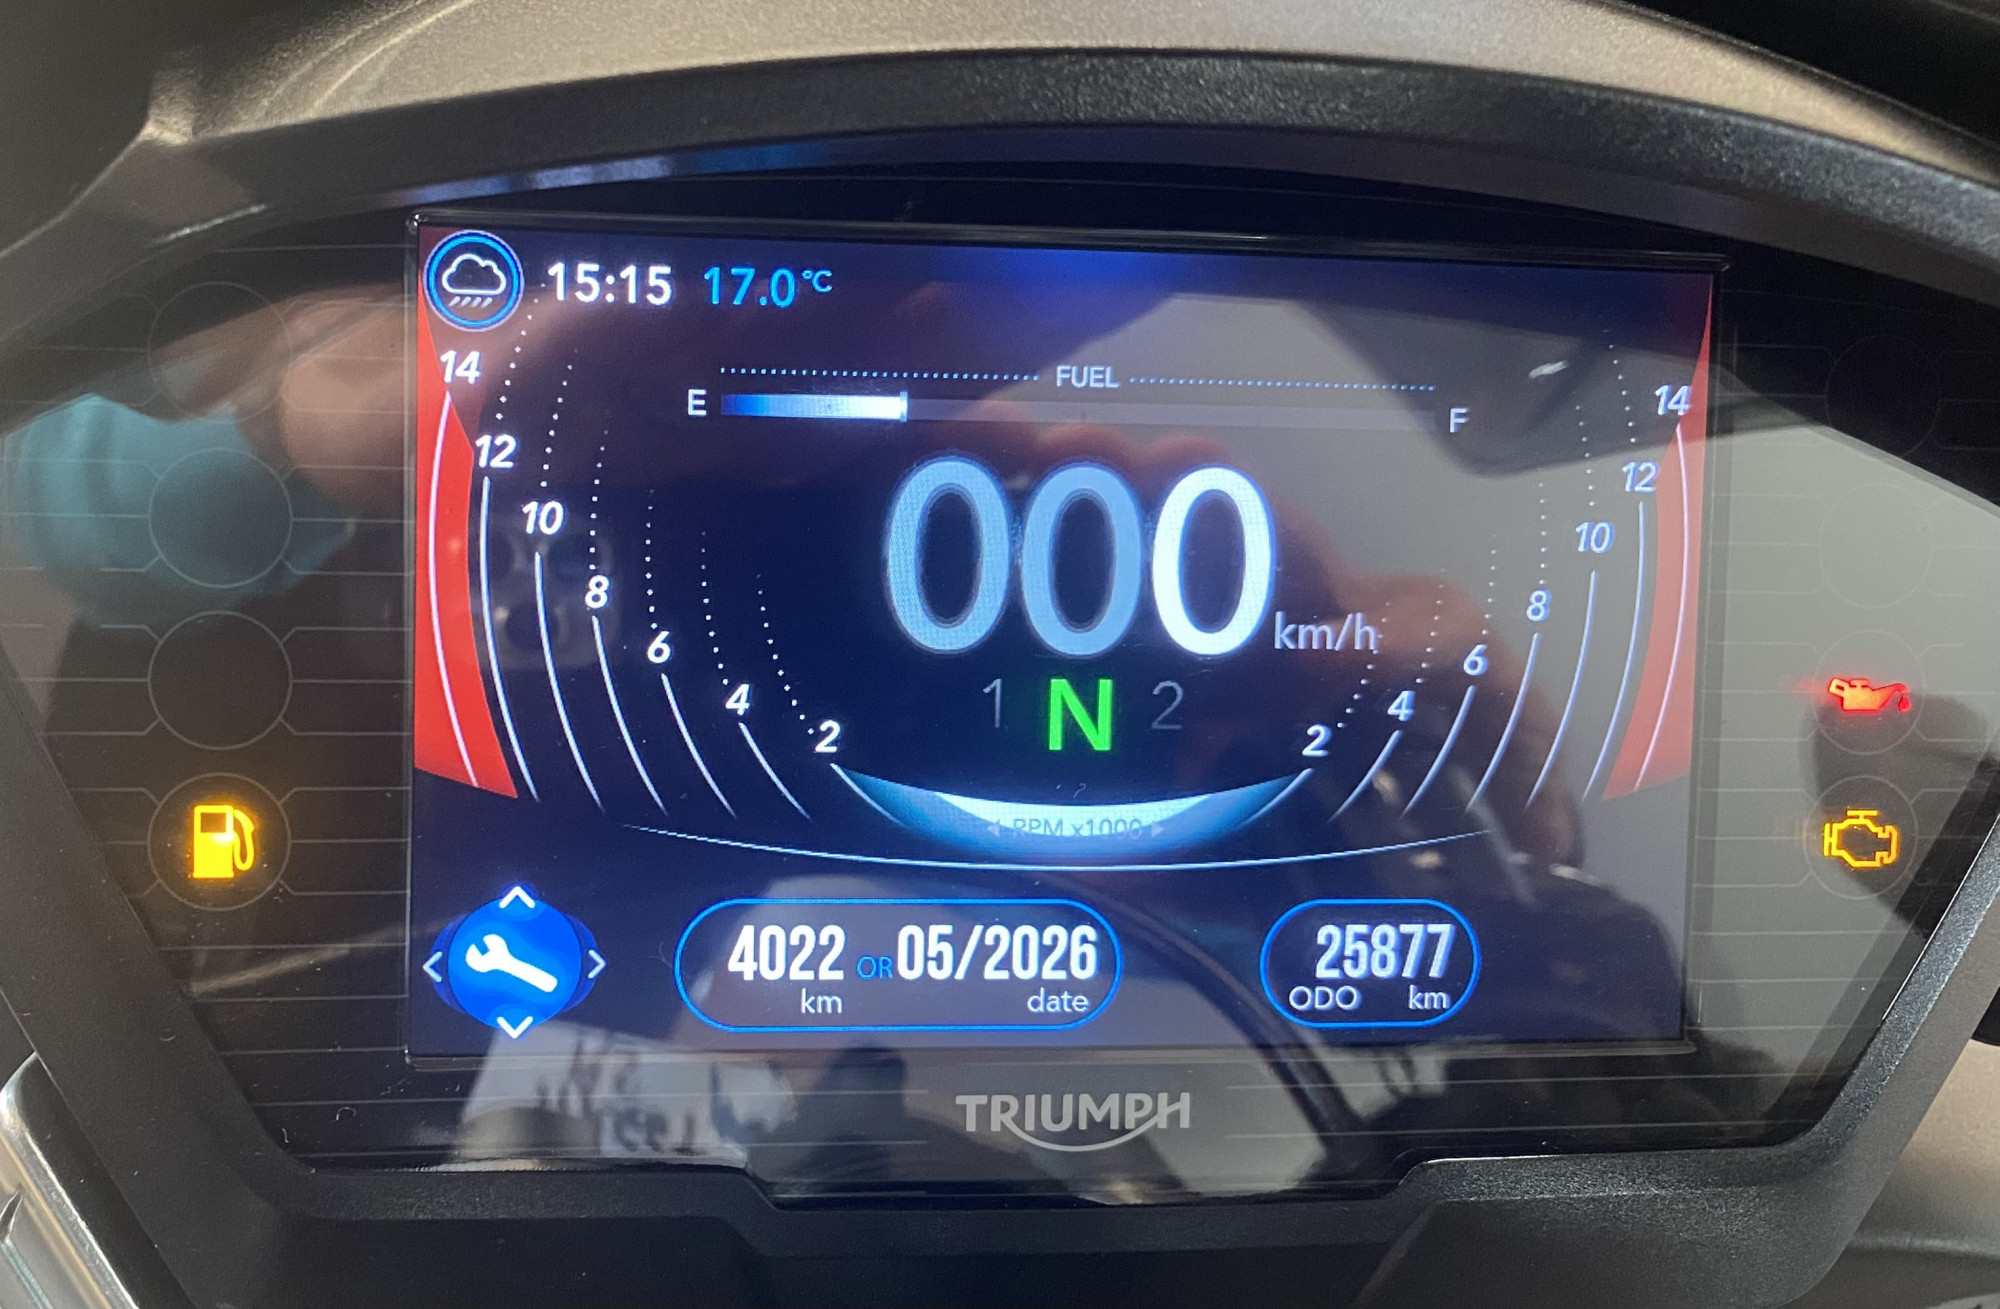 15:15 17.0°C
FUEL
E F
14 14
12 12
10 10
8 8
6 6
4 4
2 2
000 km/h
1 N 2
RPM x1000
4022 OR 05/2026
km date
25877
ODO km
TRIUMPH